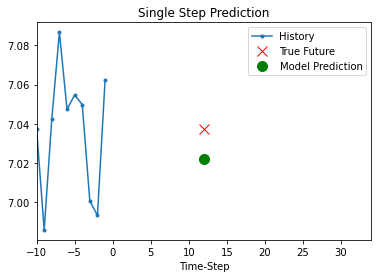 Single Step Prediction
History
True Future
Model Prediction
7.08
7.06
7.04
7.02
7.00
−10 −5 0 5 10 15 20 25 30
Time-Step